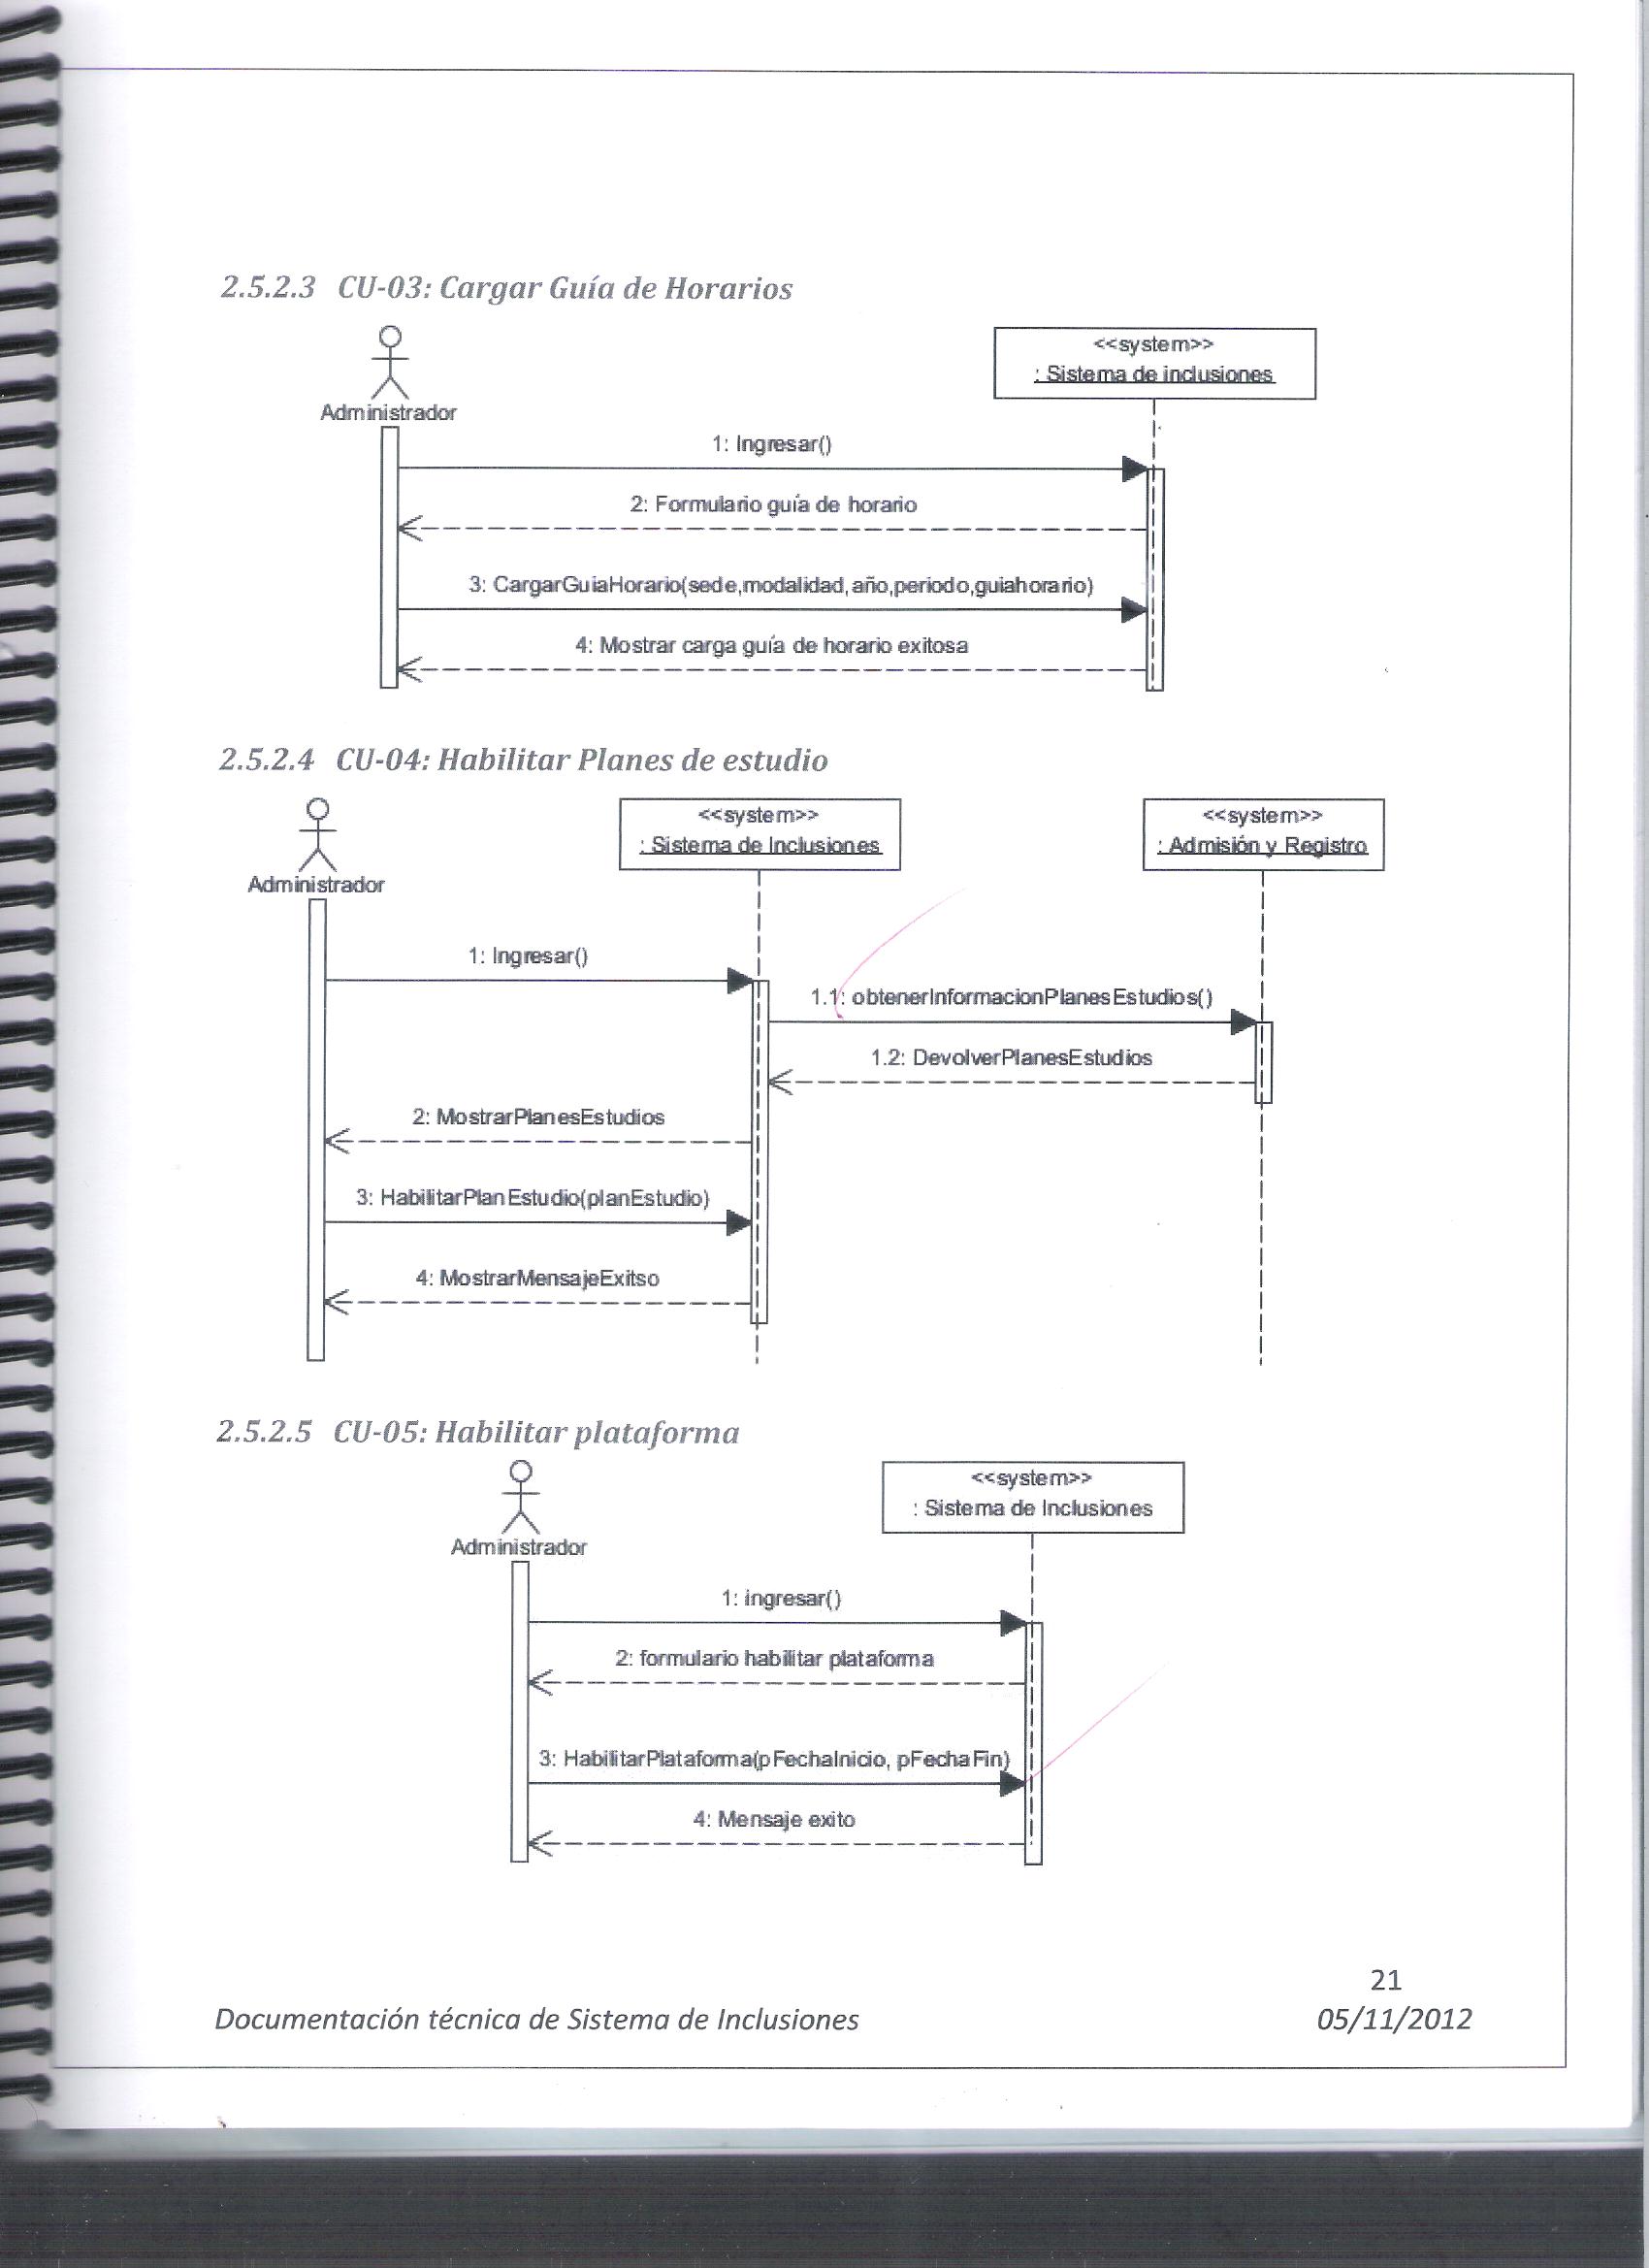 2.5.2.3 CU-03: Cargar Guía de Horarios
<<system>>
: Sistema de inclusiones
Administrador
1: Ingresar()
2: Formulario guía de horario
3: CargarGuiaHorario(sede,modalidad,año,periodo,guiahorario)
4: Mostrar carga guía de horario exitosa
2.5.2.4 CU-04: Habilitar Planes de estudio
<<system>>
: Sistema de Inclusiones
<<system>>
: Admisión y Registro
Administrador
1: Ingresar()
1.1: obtenerInformacionPlanesEstudios()
1.2: DevolverPlanesEstudios
2: MostrarPlanesEstudios
3: HabilitarPlanEstudio(planEstudio)
4: MostrarMensajeExitso
2.5.2.5 CU-05: Habilitar plataforma
<<system>>
: Sistema de Inclusiones
Administrador
1: ingresar()
2: formulario habilitar plataforma
3: HabilitarPlataforma(pFechaInicio, pFechaFin)
4: Mensaje exito
21
Documentación técnica de Sistema de Inclusiones 05/11/2012